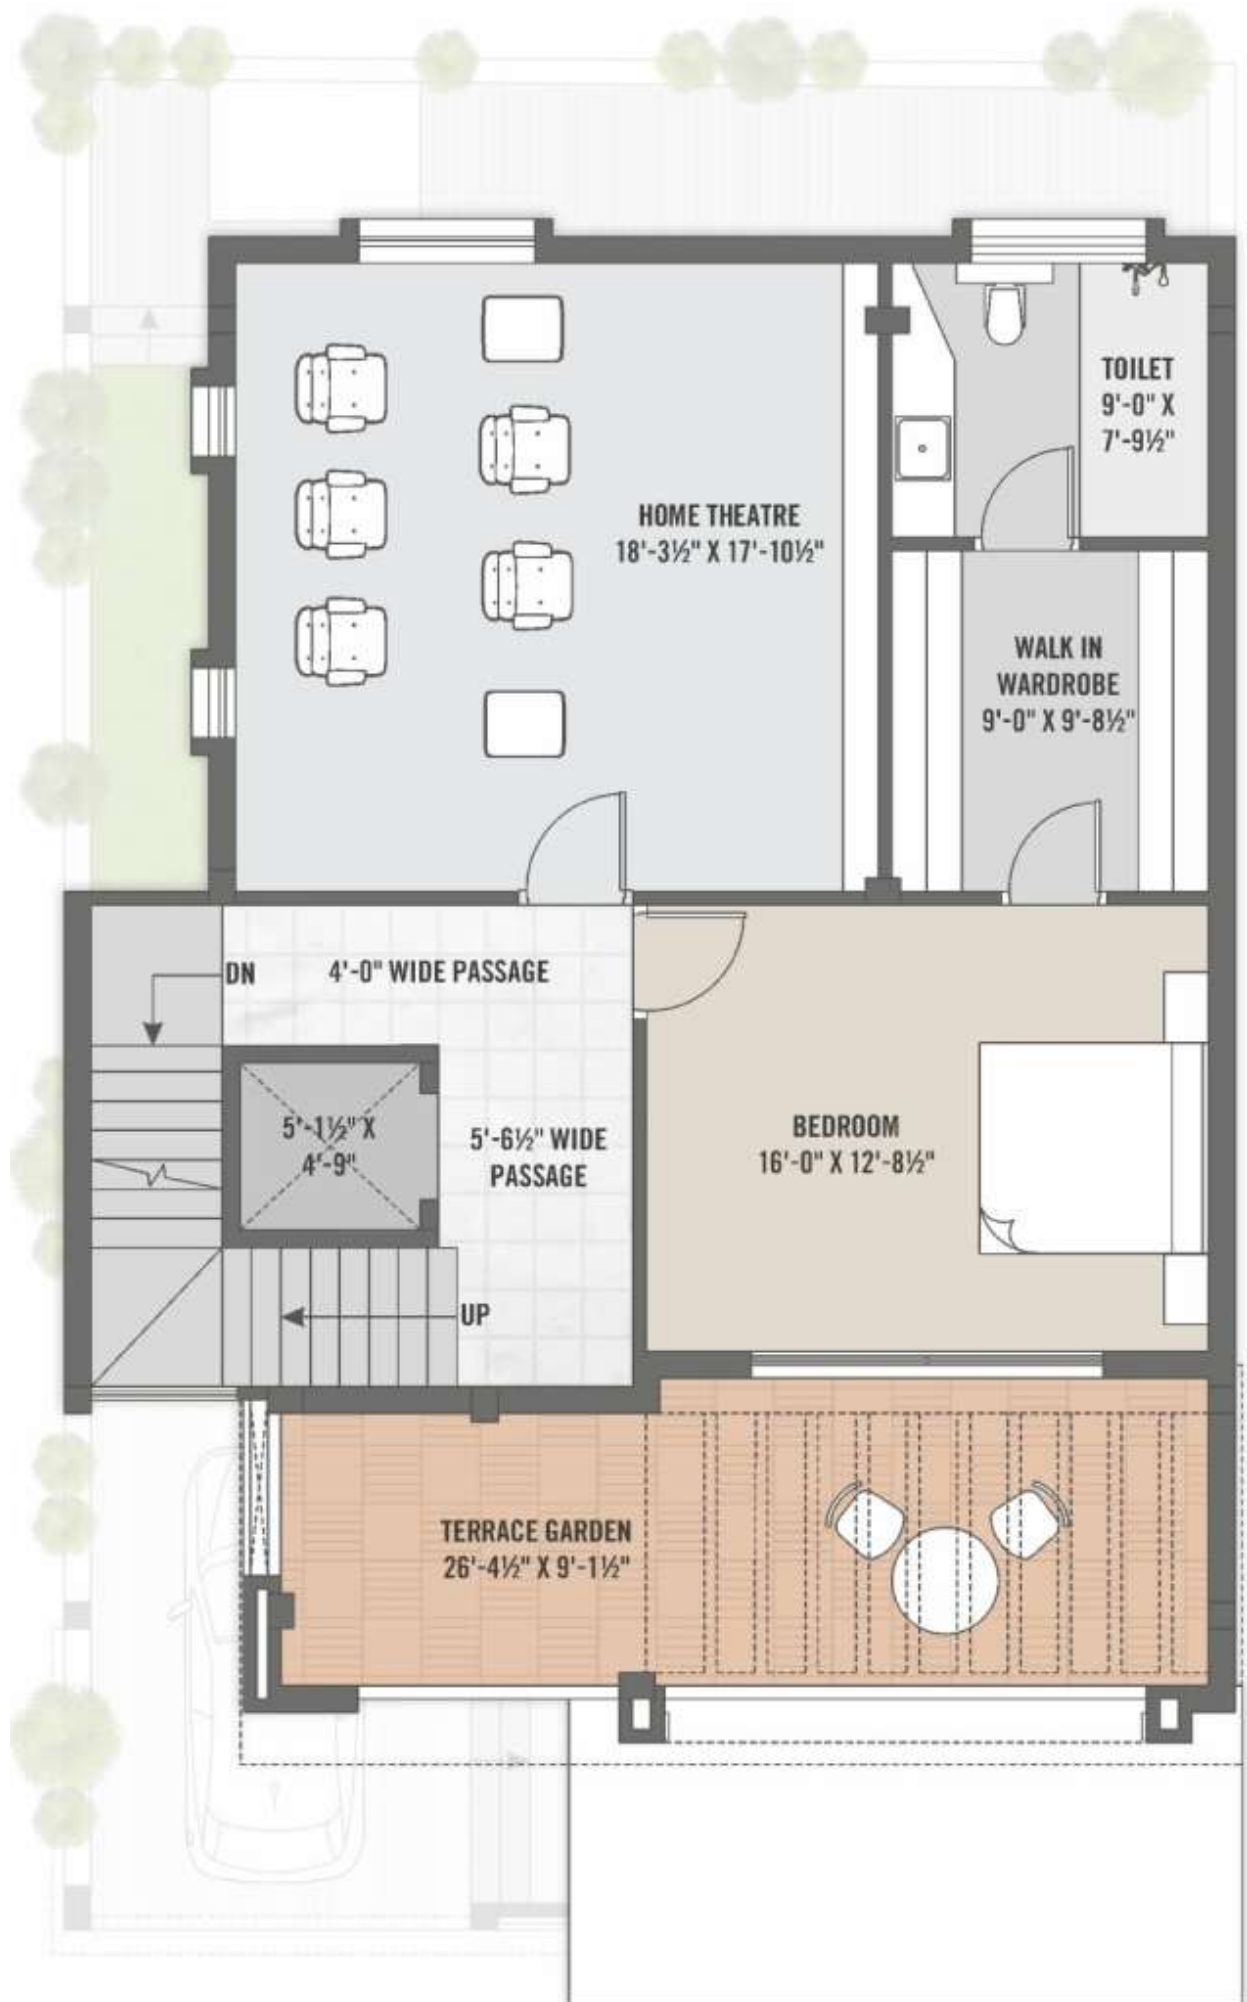 TOILET
9'-0" X
7'-9½"
HOME THEATRE
18'-3½" X 17'-10½"
WALK IN
WARDROBE
9'-0" X 9'-8½"
DN
4'-0" WIDE PASSAGE
5'-1½" X
4'-9"
5'-6½" WIDE
PASSAGE
BEDROOM
16'-0" X 12'-8½"
UP
TERRACE GARDEN
26'-4½" X 9'-1½"